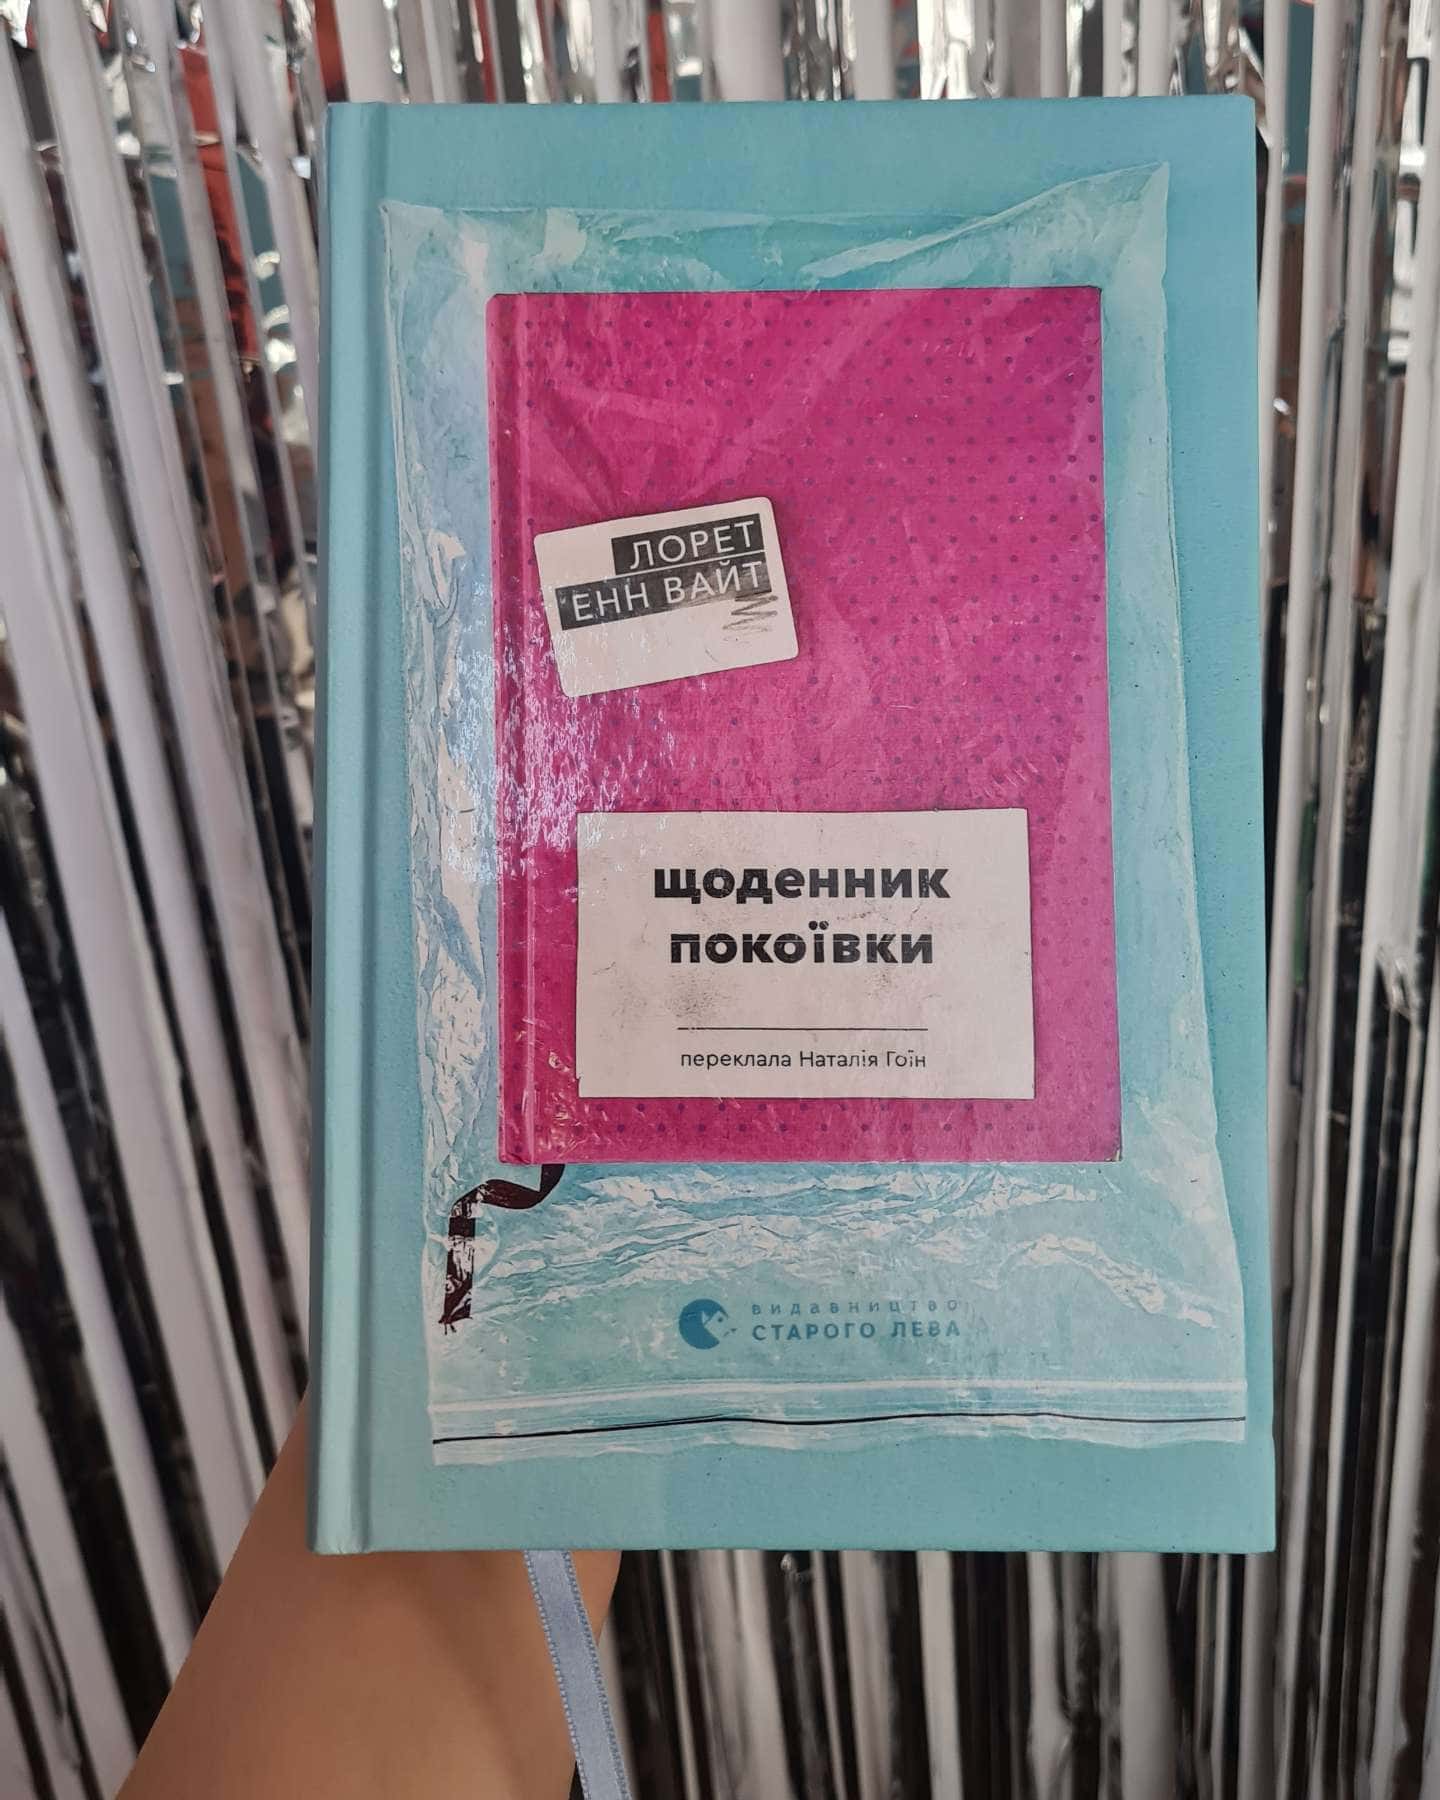 ЛОРЕТ
ЕНН ВАЙТ
щоденник
покоївки
переклала Наталія Гоїн
видавництво
СТАРОГО ЛЕВА